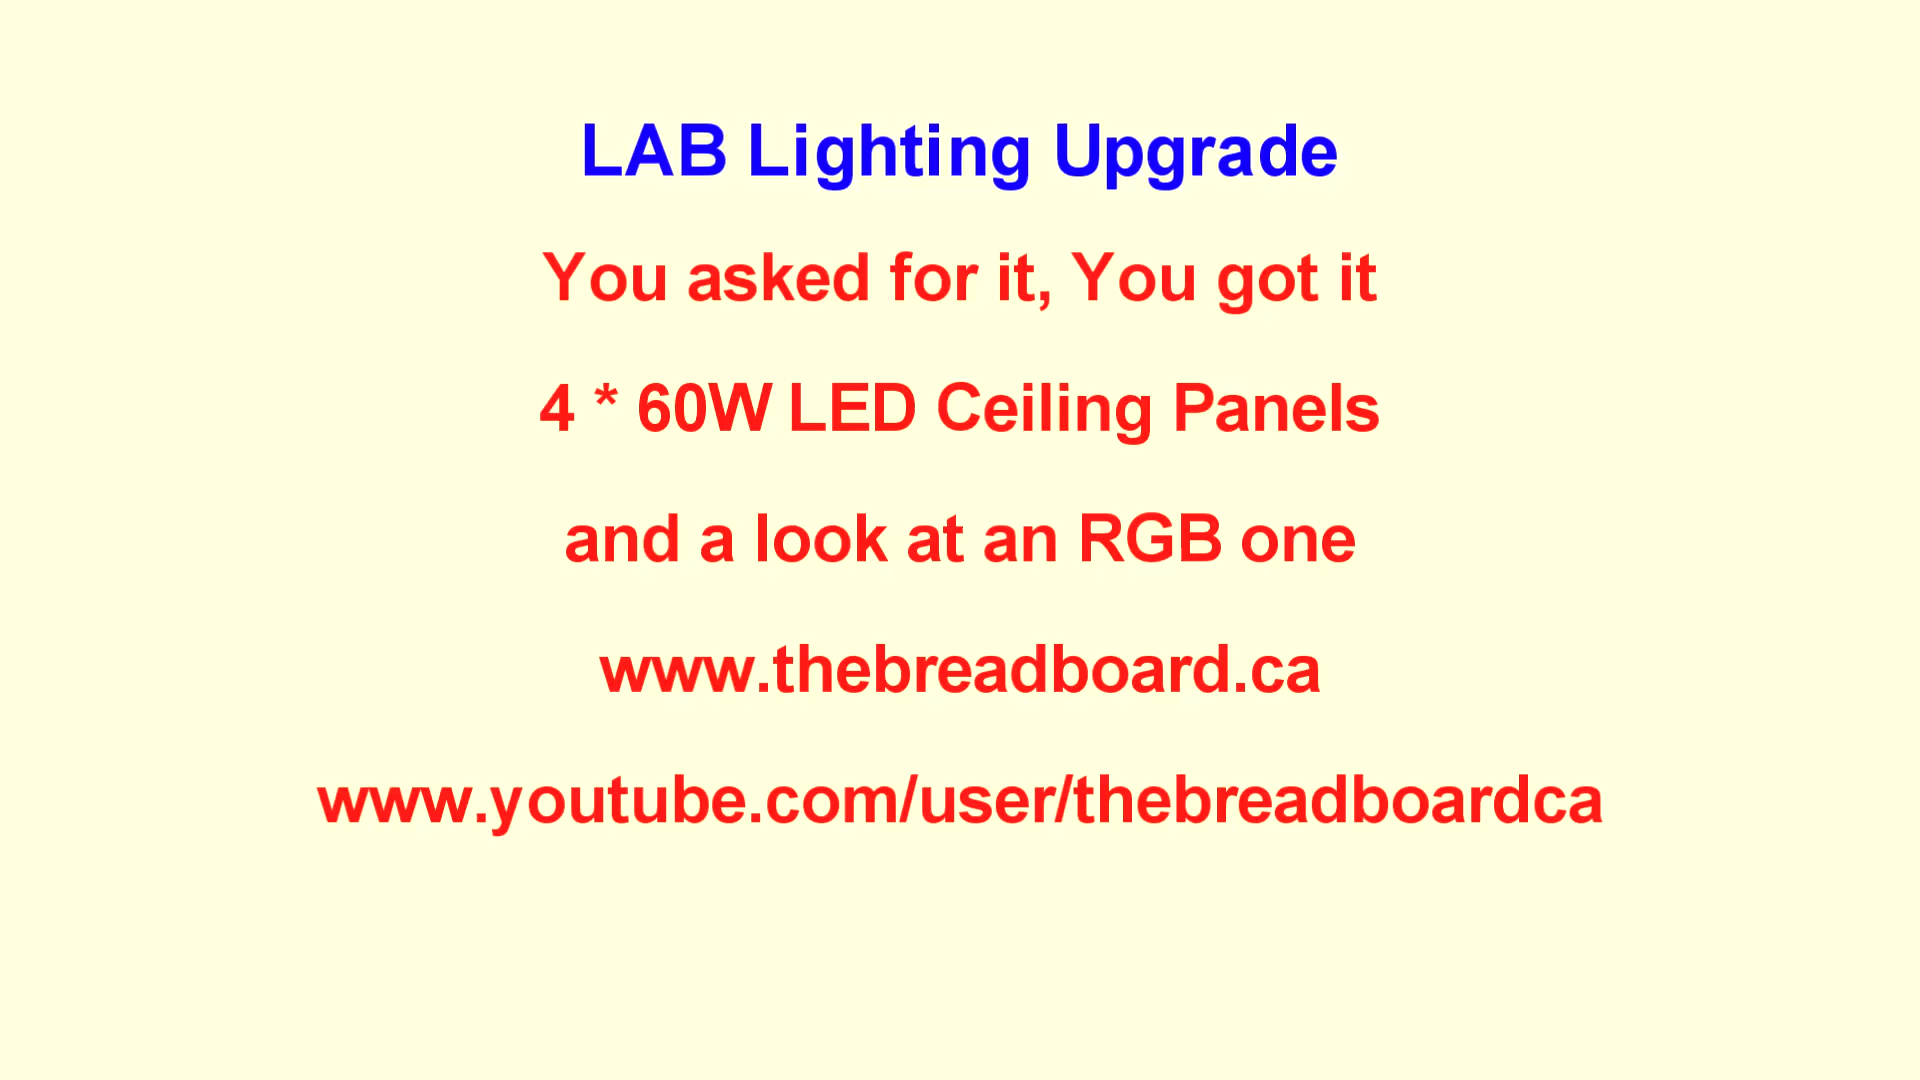 LAB Lighting Upgrade
You asked for it, You got it
4 * 60W LED Ceiling Panels
and a look at an RGB one
www.thebreadboard.ca
www.youtube.com/user/thebreadboardca